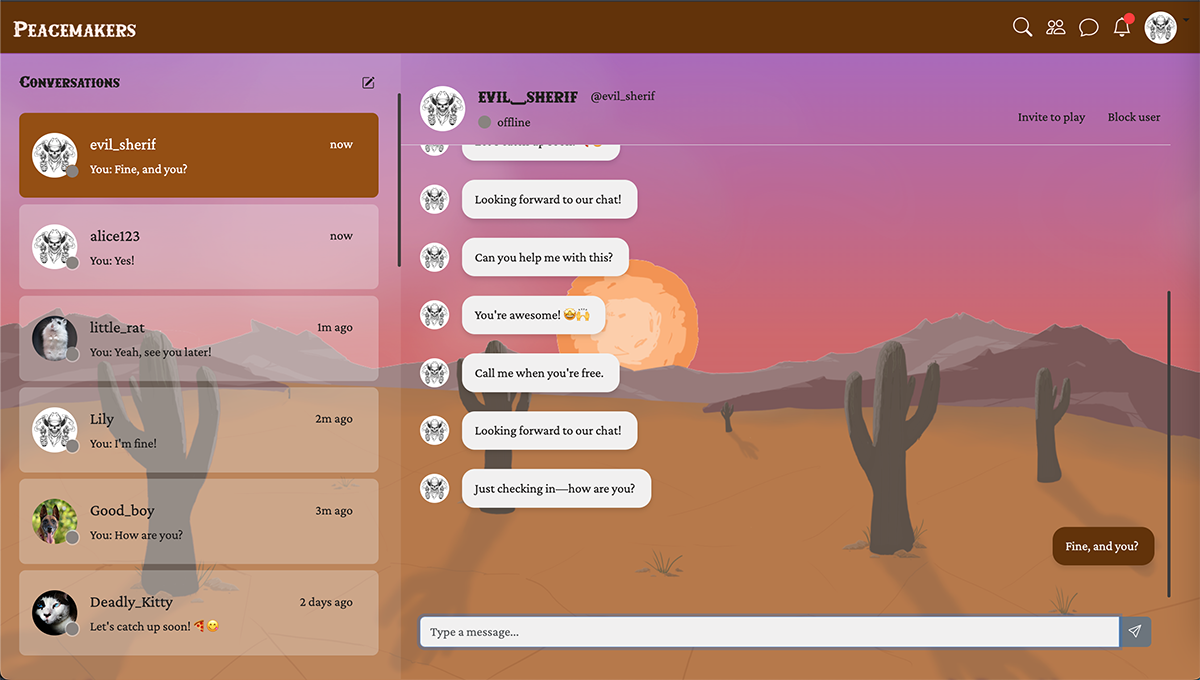 Peacemakers
Conversations
evil_sherif
now
You: Fine, and you?
alice123
now
You: Yes!
little_rat
1m ago
You: Yeah, see you later!
Lily
2m ago
You: I'm fine!
Good_boy
3m ago
You: How are you?
Deadly_Kitty
2 days ago
Let's catch up soon! 🍕😋
evil_sherif @evil_sherif
offline
Invite to play
Block user
Looking forward to our chat!
Can you help me with this?
You're awesome! 🤩🙌
Call me when you're free.
Looking forward to our chat!
Just checking in—how are you?
Fine, and you?
Type a message...